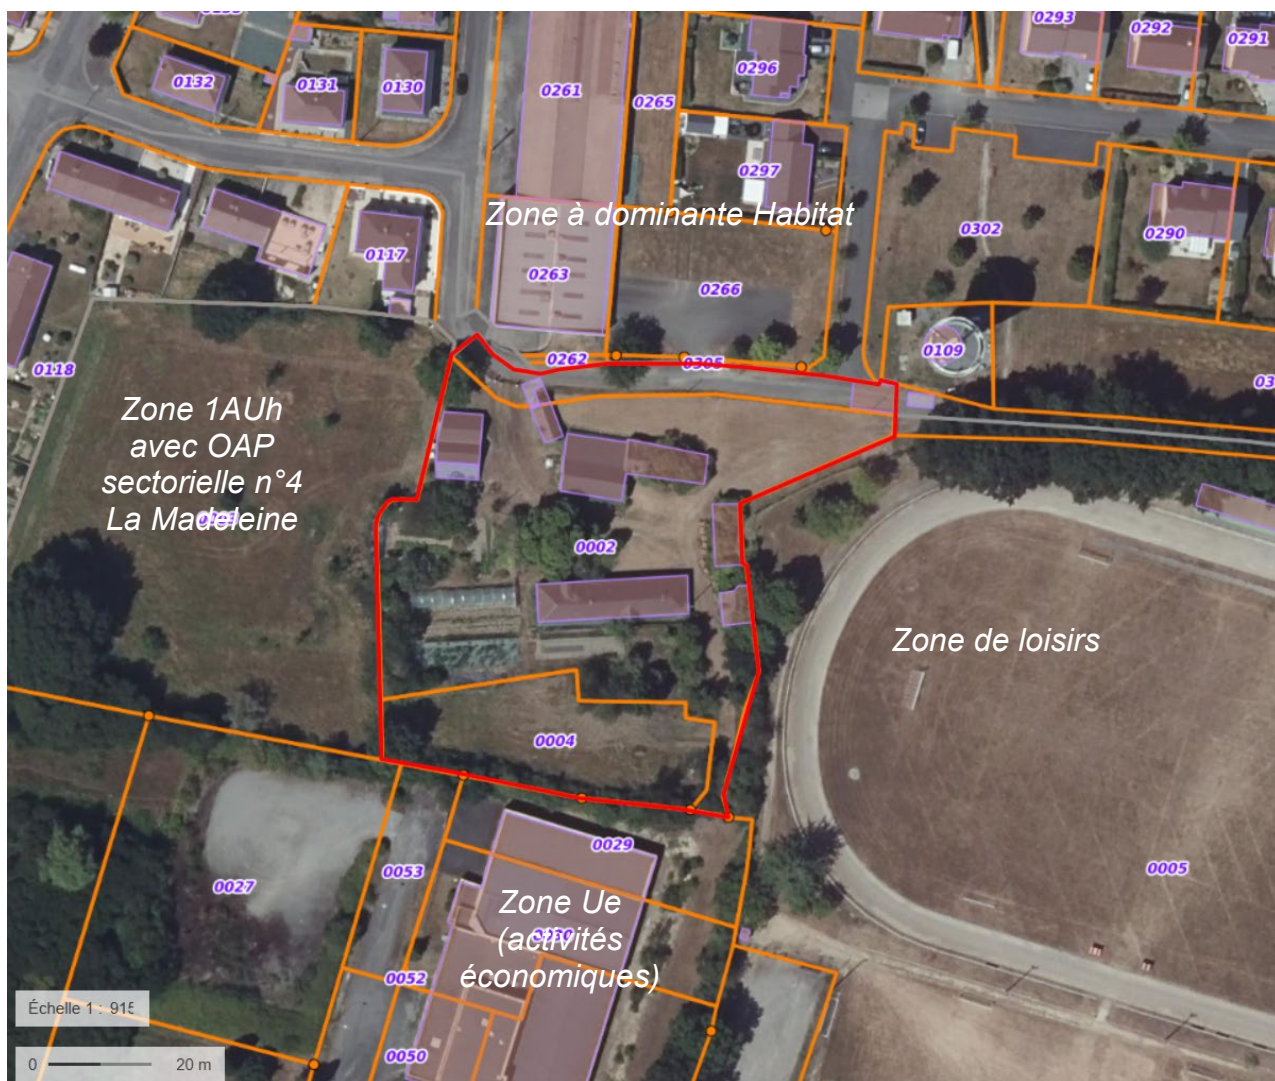 0293
0292
0291
0132
0131
0130
0261
0265
0296
0297
Zone à dominante Habitat
0117
0302
0290
0263
0266
0118
0262
0305
0109
Zone 1AUh
avec OAP
sectorielle n°4
La Madeleine
0002
Zone de loisirs
0004
0029
0053
0027
0005
Zone Ue
(activités
économiques)
0052
0050
Échelle 1 : 915
0 20 m